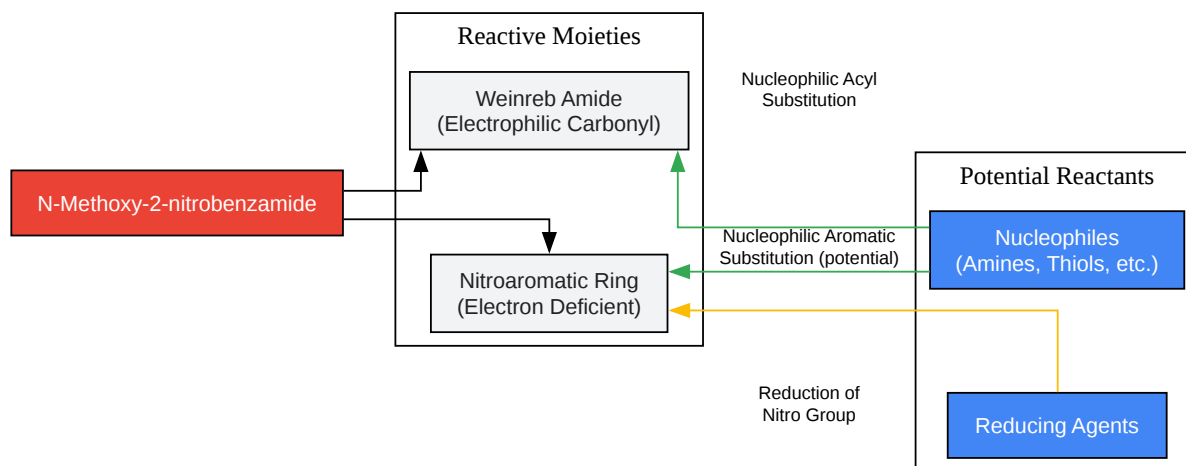 Reactive Moieties
Weinreb Amide
(Electrophilic Carbonyl)
Nucleophilic Acyl
Substitution
N-Methoxy-2-nitrobenzamide
Potential Reactants
Nucleophiles
(Amines, Thiols, etc.)
Nucleophilic Aromatic
Substitution (potential)
Nitroaromatic Ring
(Electron Deficient)
Reduction of
Nitro Group
Reducing Agents